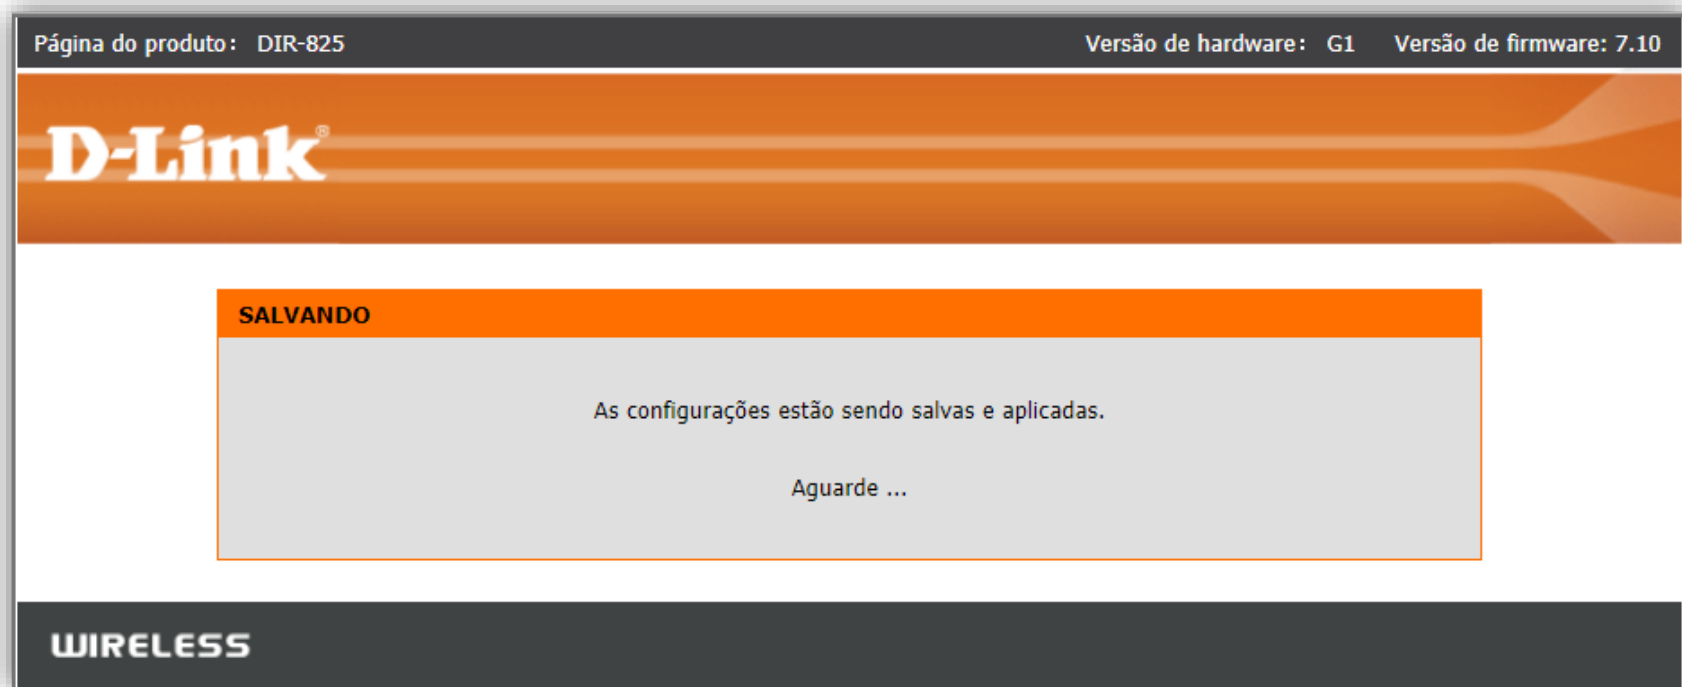 Página do produto: DIR-825 Versão de hardware: G1 Versão de firmware: 7.10
D-Link®
SALVANDO
As configurações estão sendo salvas e aplicadas.
Aguarde ...
WIRELESS